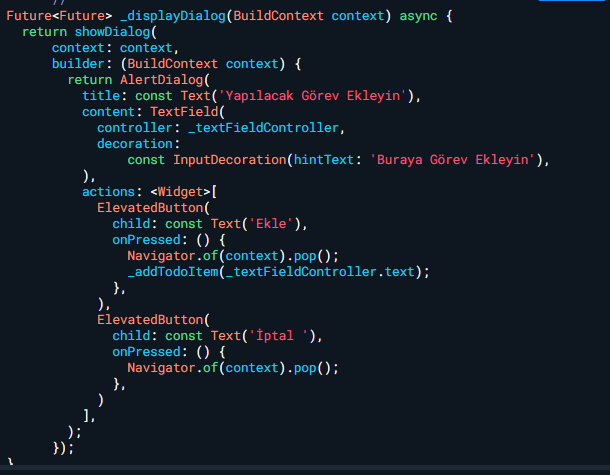 //
Future<Future> _displayDialog(BuildContext context) async {
  return showDialog(
      context: context,
      builder: (BuildContext context) {
        return AlertDialog(
          title: const Text('Yapılacak Görev Ekleyin'),
          content: TextField(
            controller: _textFieldController,
            decoration:
                const InputDecoration(hintText: 'Buraya Görev Ekleyin'),
          ),
          actions: <Widget>[
            ElevatedButton(
              child: const Text('Ekle'),
              onPressed: () {
                Navigator.of(context).pop();
                _addTodoItem(_textFieldController.text);
              },
            ),
            ElevatedButton(
              child: const Text('İptal '),
              onPressed: () {
                Navigator.of(context).pop();
              },
            )
          ],
        );
      });
}